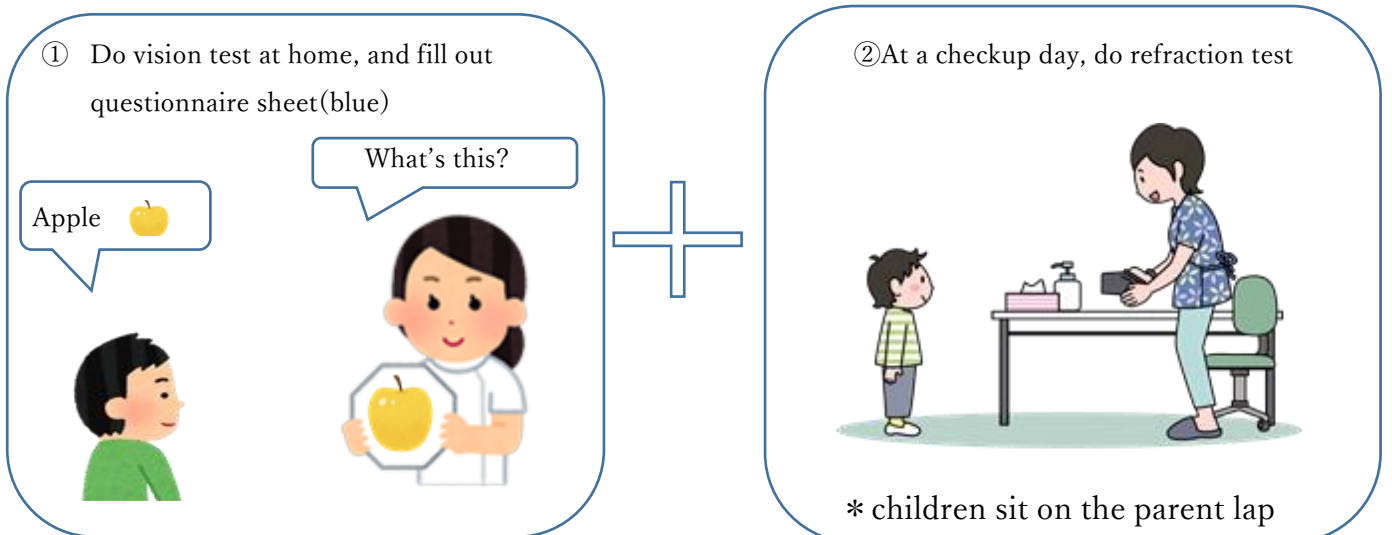 ① Do vision test at home, and fill out
questionnaire sheet(blue)
What's this?
Apple
②At a checkup day, do refraction test
＊children sit on the parent lap